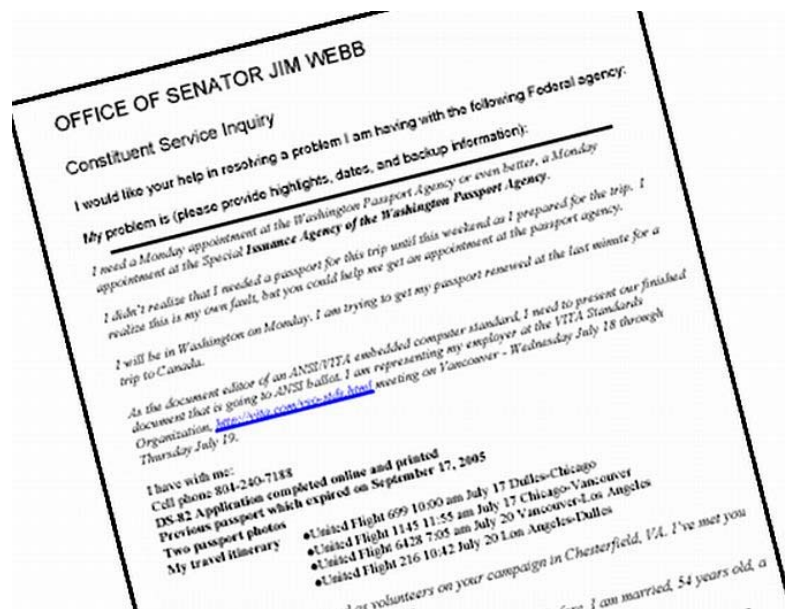 OFFICE OF SENATOR JIM WEBB
Constituent Service Inquiry
I would like your help in resolving a problem I am having with the following Federal agency:
My problem is (please provide highlights, dates, and backup information):
I need a Monday appointment at the Washington Passport Agency or even better, a Monday
appointment at the Special Issuance Agency of the Washington Passport Agency.
I didn't realize that I needed a passport for this trip until this weekend as I prepared for the trip. I
realize this is my own fault, but you could help me get an appointment at the passport agency.
I will be in Washington on Monday. I am trying to get my passport renewed at the last minute for a
trip to Canada.
As the document editor of an ANSI/VITA embedded computer standard, I need to present our finished
document that is going to ANSI ballot. I am representing my employer at the VITA Standards
Organization, http://vita.com/vso-stds.html meeting on Vancouver - Wednesday July 18 through
Thursday July 19.
I have with me:
Cell phone 804-240-7188
DS-82 Application completed online and printed
Previous passport which expired on September 17, 2005
Two passport photos
My travel itinerary
●United Flight 699 10:00 am July 17 Dulles-Chicago
●United Flight 1145 11:55 am July 17 Chicago-Vancouver
●United Flight 6428 7:05 am July 20 Vancouver-Los Angeles
●United Flight 216 10:42 July 20 Los Angeles-Dulles
as volunteers on your campaign in Chesterfield, VA. I've met you
I am married, 54 years old, a